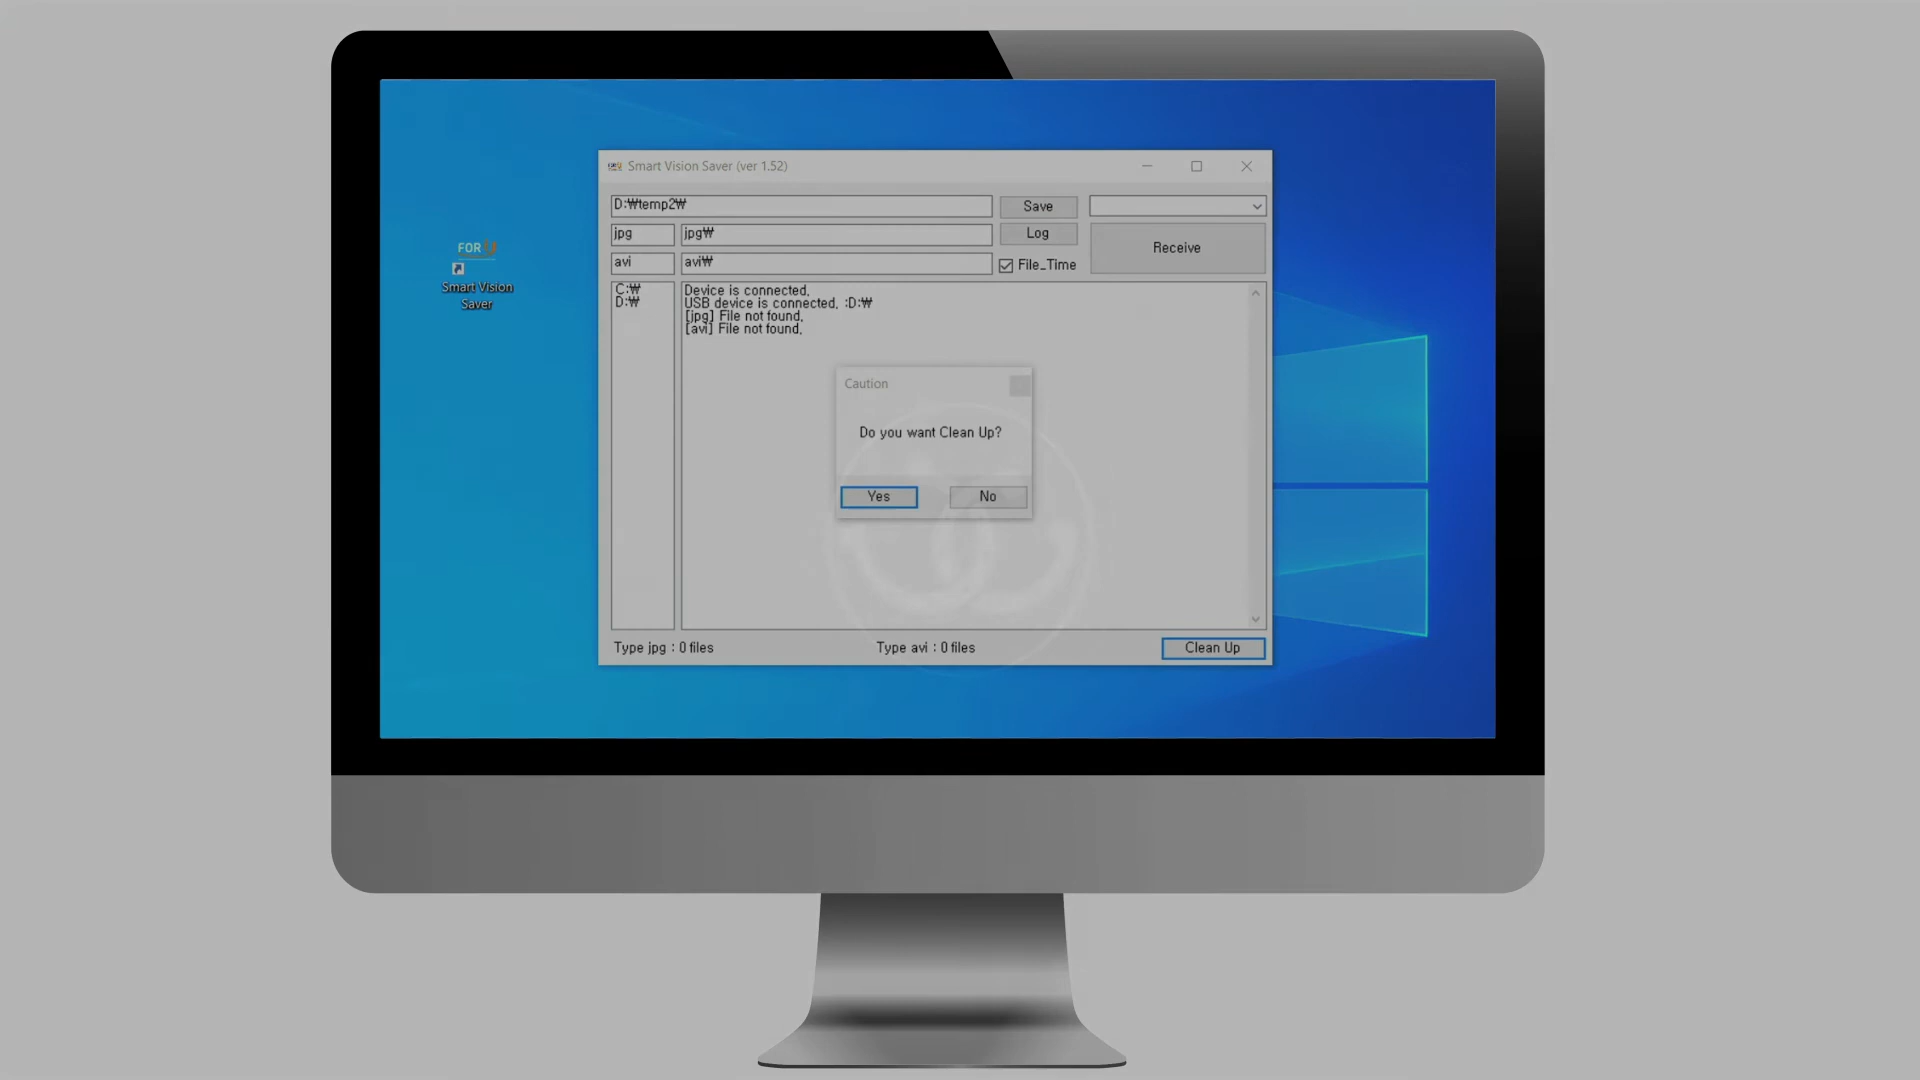 Smart Vision Saver (ver 1.52)
D:₩temp2₩
Save
jpg
jpg₩
Log
Receive
avi
avi₩
File_Time
FOR U
Smart Vision
Saver
C:₩
D:₩
Device is connected.
USB device is connected. :D:₩
[jpg] File not found.
[avi] File not found.
Caution
Do you want Clean Up?
Yes
No
Type jpg : 0 files
Type avi : 0 files
Clean Up